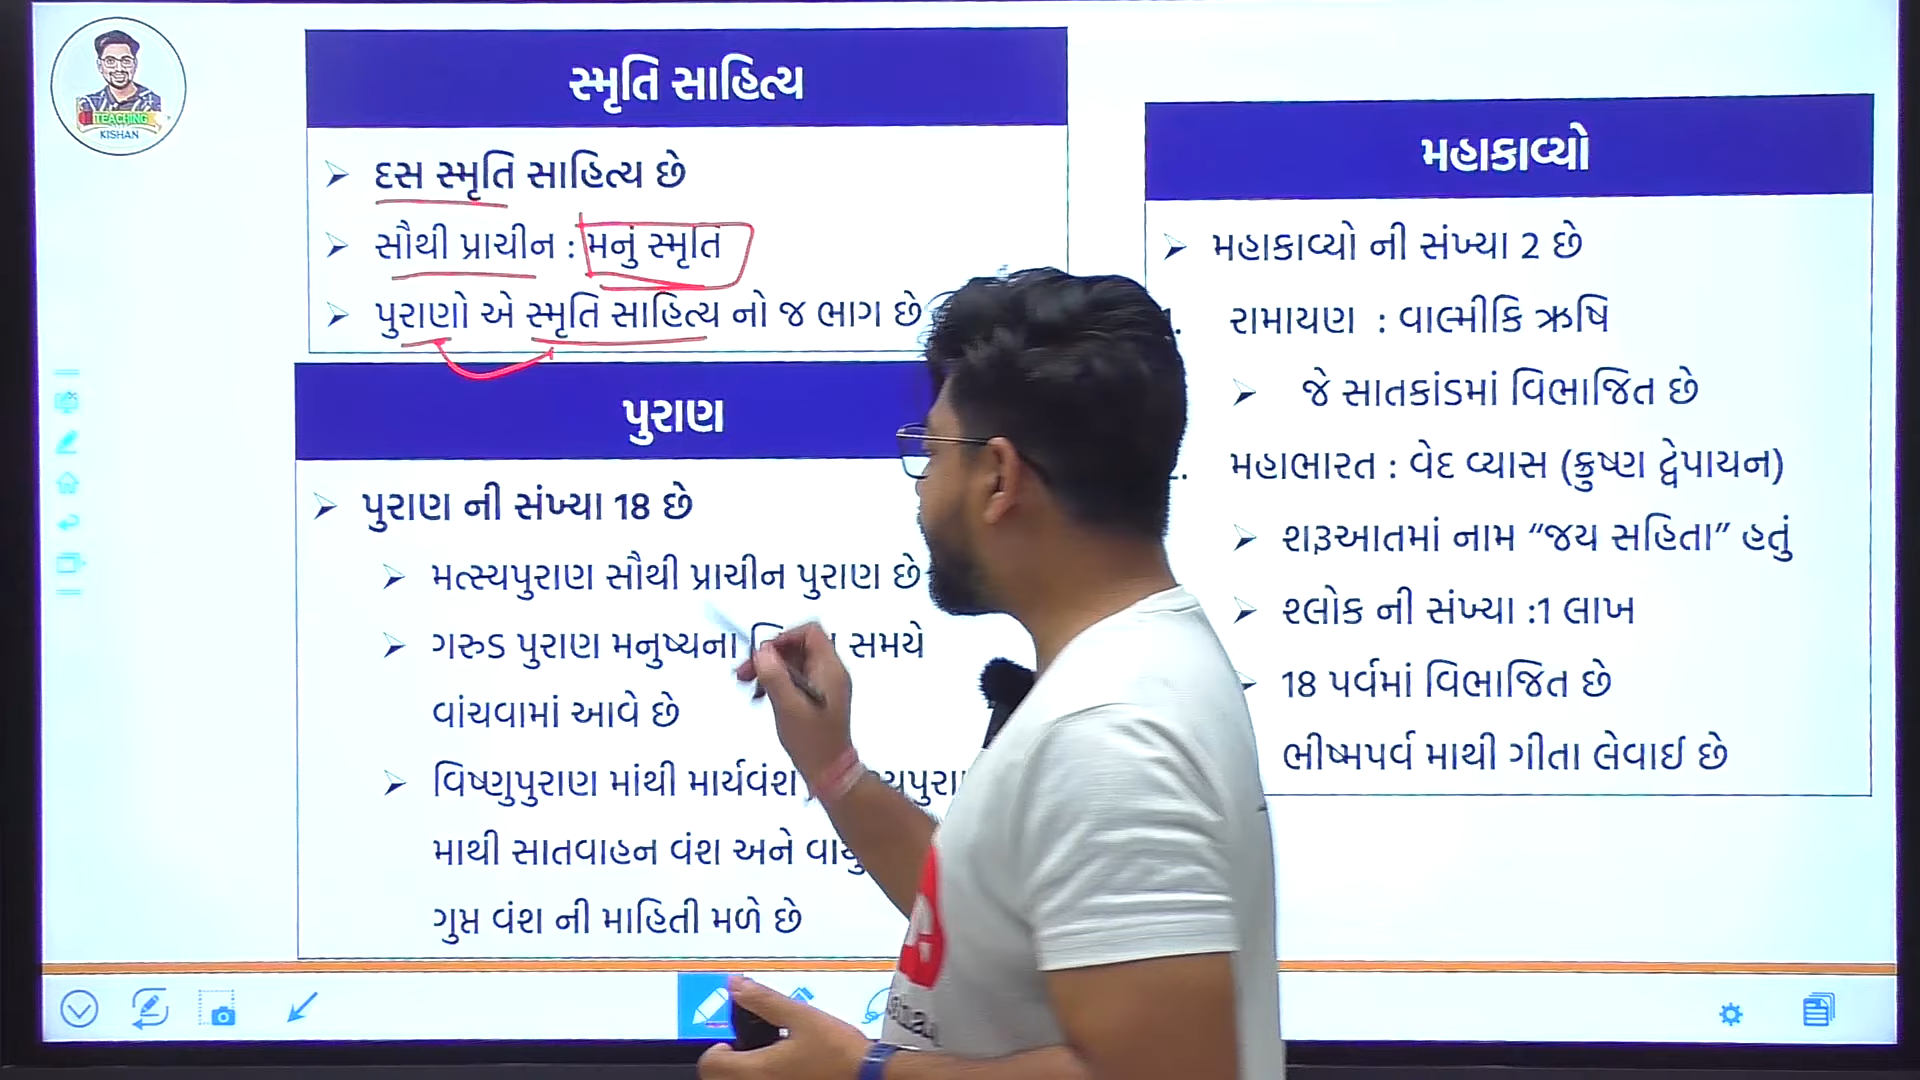 TEACHING
KISHAN
સ્મૃતિ સાહિત્ય
દસ સ્મૃતિ સાહિત્ય છે
સૌથી પ્રાચીન : મનું સ્મૃતિ
પુરાણો એ સ્મૃતિ સાહિત્ય નો જ ભાગ છે
પુરાણ
પુરાણ ની સંખ્યા 18 છે
મત્સ્યપુરાણ સૌથી પ્રાચીન પુરાણ છે
ગરુડ પુરાણ મનુષ્યના સમયે
વાંચવામાં આવે છે
વિષ્ણુપુરાણ માંથી માર્યવંશ
માથી સાતવાહન વંશ અને
ગુપ્ત વંશ ની માહિતી મળે છે
મહાકાવ્યો
મહાકાવ્યો ની સંખ્યા 2 છે
રામાયણ : વાલ્મીકિ ઋષિ
જે સાતકાંડમાં વિભાજિત છે
મહાભારત : વેદ વ્યાસ (ક્રુષ્ણ દ્વેપાયન)
શરૂઆતમાં નામ “જય સહિતા” હતું
શ્લોક ની સંખ્યા :1 લાખ
18 પર્વમાં વિભાજિત છે
ભીષ્મપર્વ માથી ગીતા લેવાઈ છે